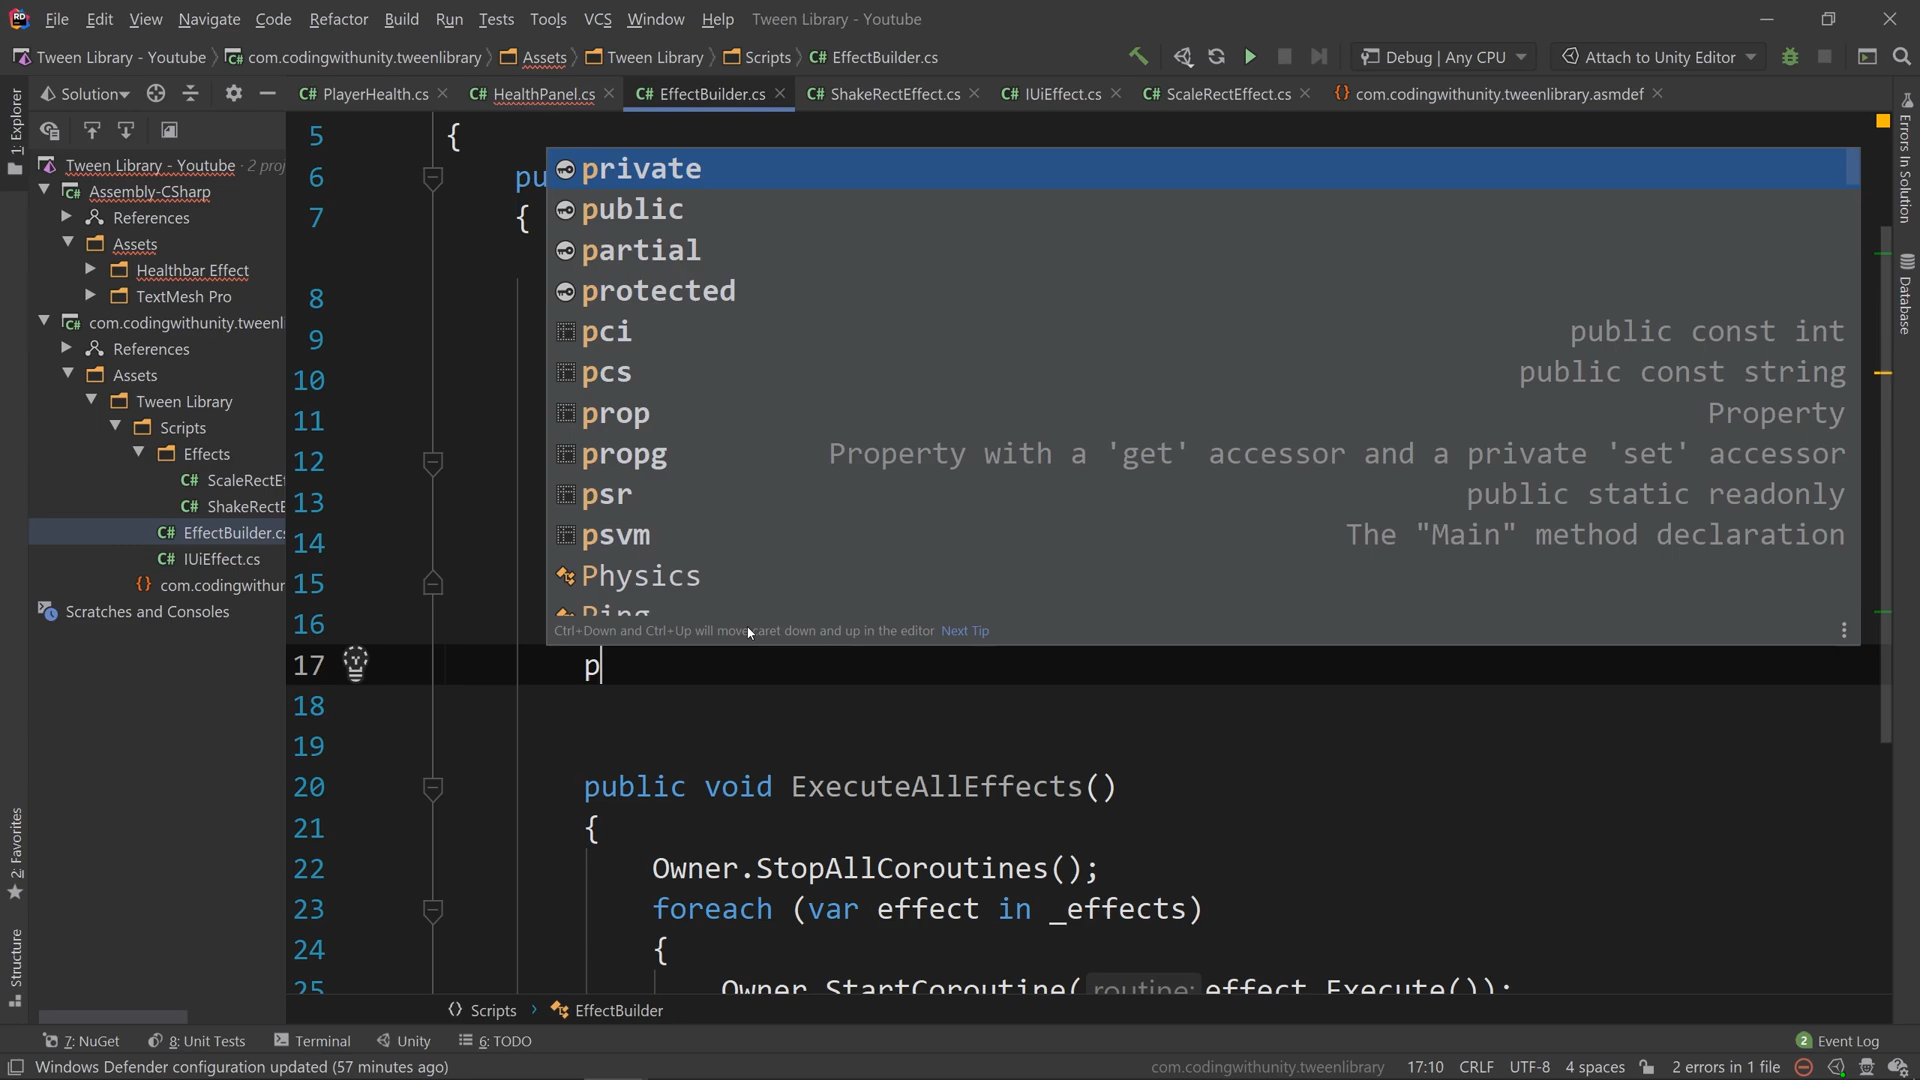 File Edit View Navigate Code Refactor Build Run Tests Tools VCS Window Help Tween Library - Youtube
Tween Library - Youtube com.codingwithunity.tweenlibrary Assets Tween Library Scripts C# EffectBuilder.cs Debug | Any CPU Attach to Unity Editor
1: Explorer
Solution
C# PlayerHealth.cs C# HealthPanel.cs C# EffectBuilder.cs C# ShakeRectEffect.cs C# IUiEffect.cs C# ScaleRectEffect.cs {} com.codingwithunity.tweenlibrary.asmdef
Tween Library - Youtube · 2 proj
Assembly-CSharp
References
Assets
Healthbar Effect
TextMesh Pro
com.codingwithunity.tweenl
References
Assets
Tween Library
Scripts
Effects
C# ScaleRectEf
C# ShakeRectE
C# EffectBuilder.cs
C# IUiEffect.cs
{} com.codingwithur
Scratches and Consoles
2: Favorites
Structure
5 {
6 pu
7 {
8
9
10
11
12
13
14
15
16
17 p
18
19
20 public void ExecuteAllEffects()
21 {
22 Owner.StopAllCoroutines();
23 foreach (var effect in _effects)
24 {
25 Owner.StartCoroutine( routine: effect.Execute());
private
public
partial
protected
pci public const int
pcs public const string
prop Property
propg Property with a 'get' accessor and a private 'set' accessor
psr public static readonly
psvm The "Main" method declaration
Physics
Ping
Ctrl+Down and Ctrl+Up will move caret down and up in the editor Next Tip
Errors In Solution
Database
{} Scripts EffectBuilder
7: NuGet 8: Unit Tests Terminal Unity 6: TODO 2 Event Log
Windows Defender configuration updated (57 minutes ago) com.codingwithunity.tweenlibrary 17:10 CRLF UTF-8 4 spaces 2 errors in 1 file